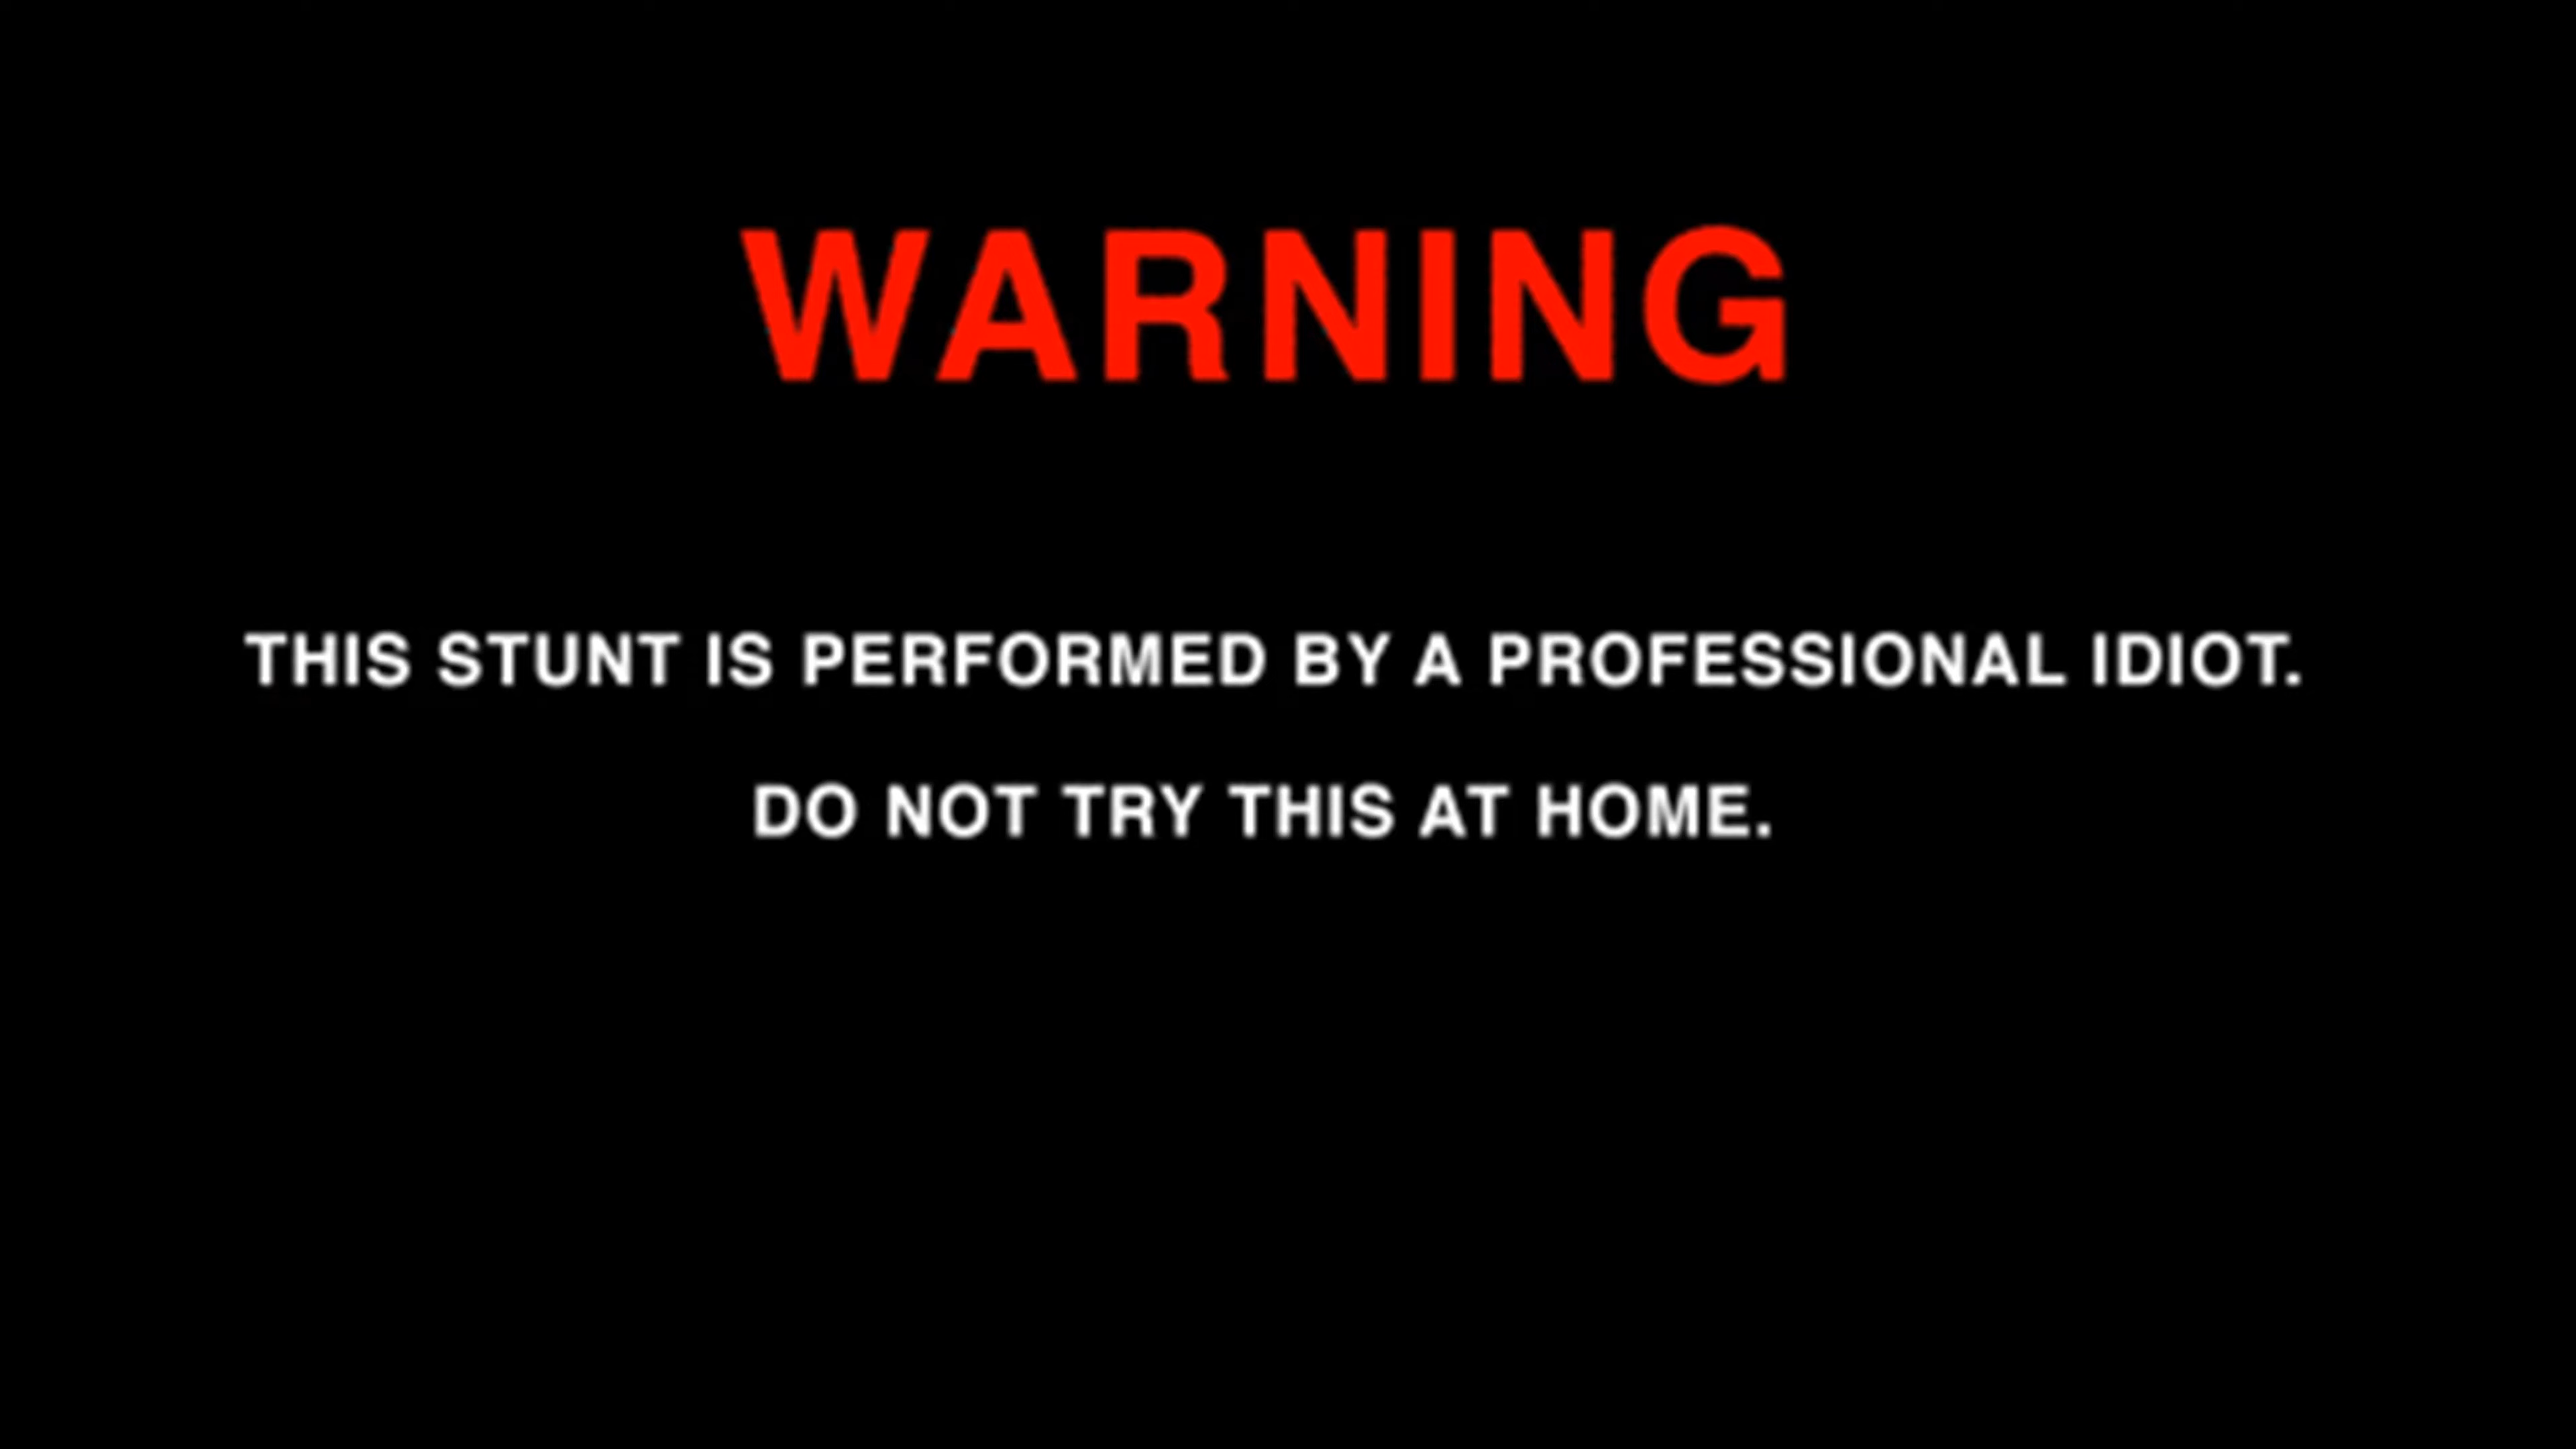 WARNING
THIS STUNT IS PERFORMED BY A PROFESSIONAL IDIOT.
DO NOT TRY THIS AT HOME.